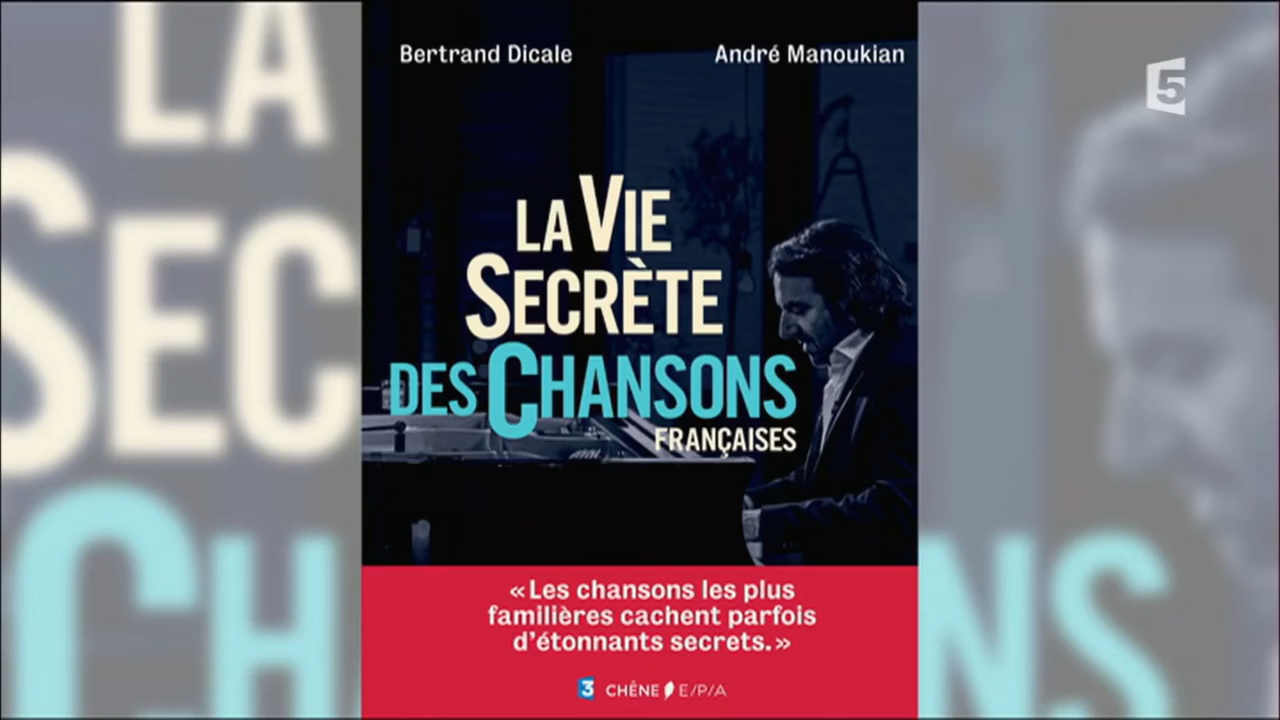 Bertrand Dicale
André Manoukian
5
LA VIE
SECRÈTE
DES CHANSONS
FRANÇAISES
« Les chansons les plus
familières cachent parfois
d'étonnants secrets. »
3 CHÊNE E/P/A
LA
SEC
CH
NS